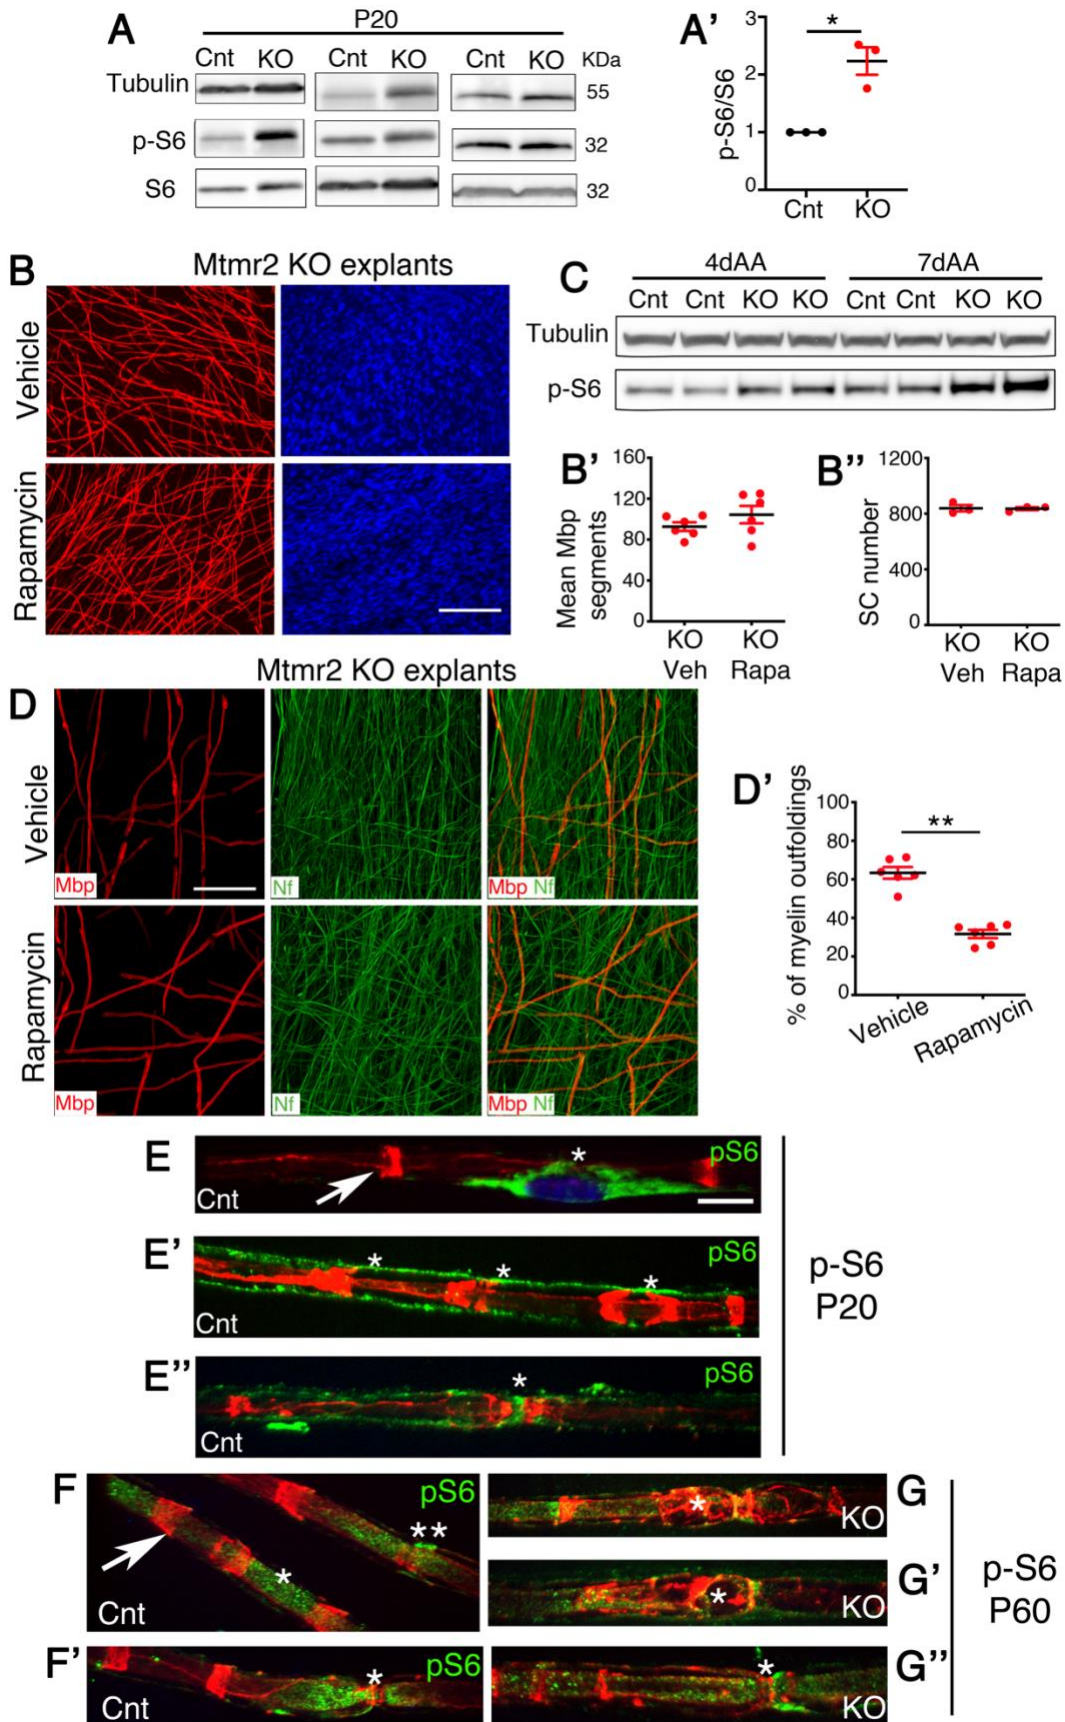 A
P20
Cnt KO Cnt KO Cnt KO KDa
Tubulin 55
p-S6 32
S6 32
A'
*
3
2
1
0
p-S6/S6
Cnt KO
B
Mtmr2 KO explants
Vehicle
Rapamycin
C
4dAA 7dAA
Cnt Cnt KO KO Cnt Cnt KO KO
Tubulin
p-S6
B'
160
120
80
40
0
Mean Mbp
segments
KO KO
Veh Rapa
B''
1200
800
400
0
SC number
KO KO
Veh Rapa
Mtmr2 KO explants
D
Vehicle
Mbp Nf Mbp Nf
Rapamycin
Mbp Nf Mbp Nf
D'
**
100
80
60
40
20
0
% of myelin outfoldings
Vehicle Rapamycin
E
* pS6
Cnt
E'
* * * pS6
Cnt
E''
* pS6
Cnt
p-S6
P20
F
pS6
**
*
Cnt
F'
* pS6
Cnt
G
*
KO
G'
*
KO
G''
*
KO
p-S6
P60